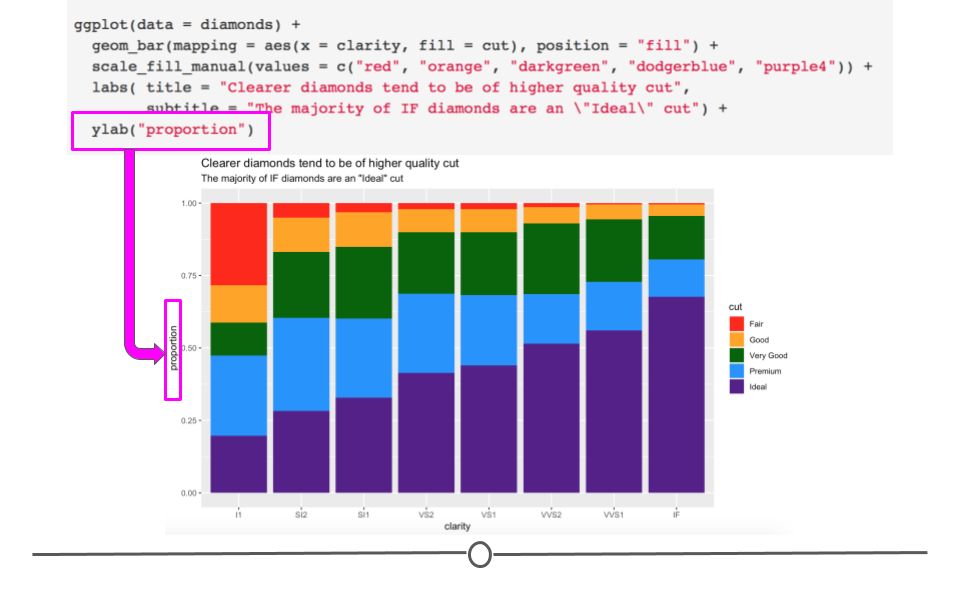 ggplot(data = diamonds) +
geom_bar(mapping = aes(x = clarity, fill = cut), position = "fill") +
scale_fill_manual(values = c("red", "orange", "darkgreen", "dodgerblue", "purple4")) +
labs( title = "Clearer diamonds tend to be of higher quality cut",
subtitle = "The majority of IF diamonds are an \"Ideal\" cut") +
ylab("proportion")
Clearer diamonds tend to be of higher quality cut
The majority of IF diamonds are an "Ideal" cut
1.00
0.75
0.50
0.25
0.00
proportion
I1 SI2 SI1 VS2 VS1 VVS2 VVS1 IF
clarity
cut
Fair
Good
Very Good
Premium
Ideal